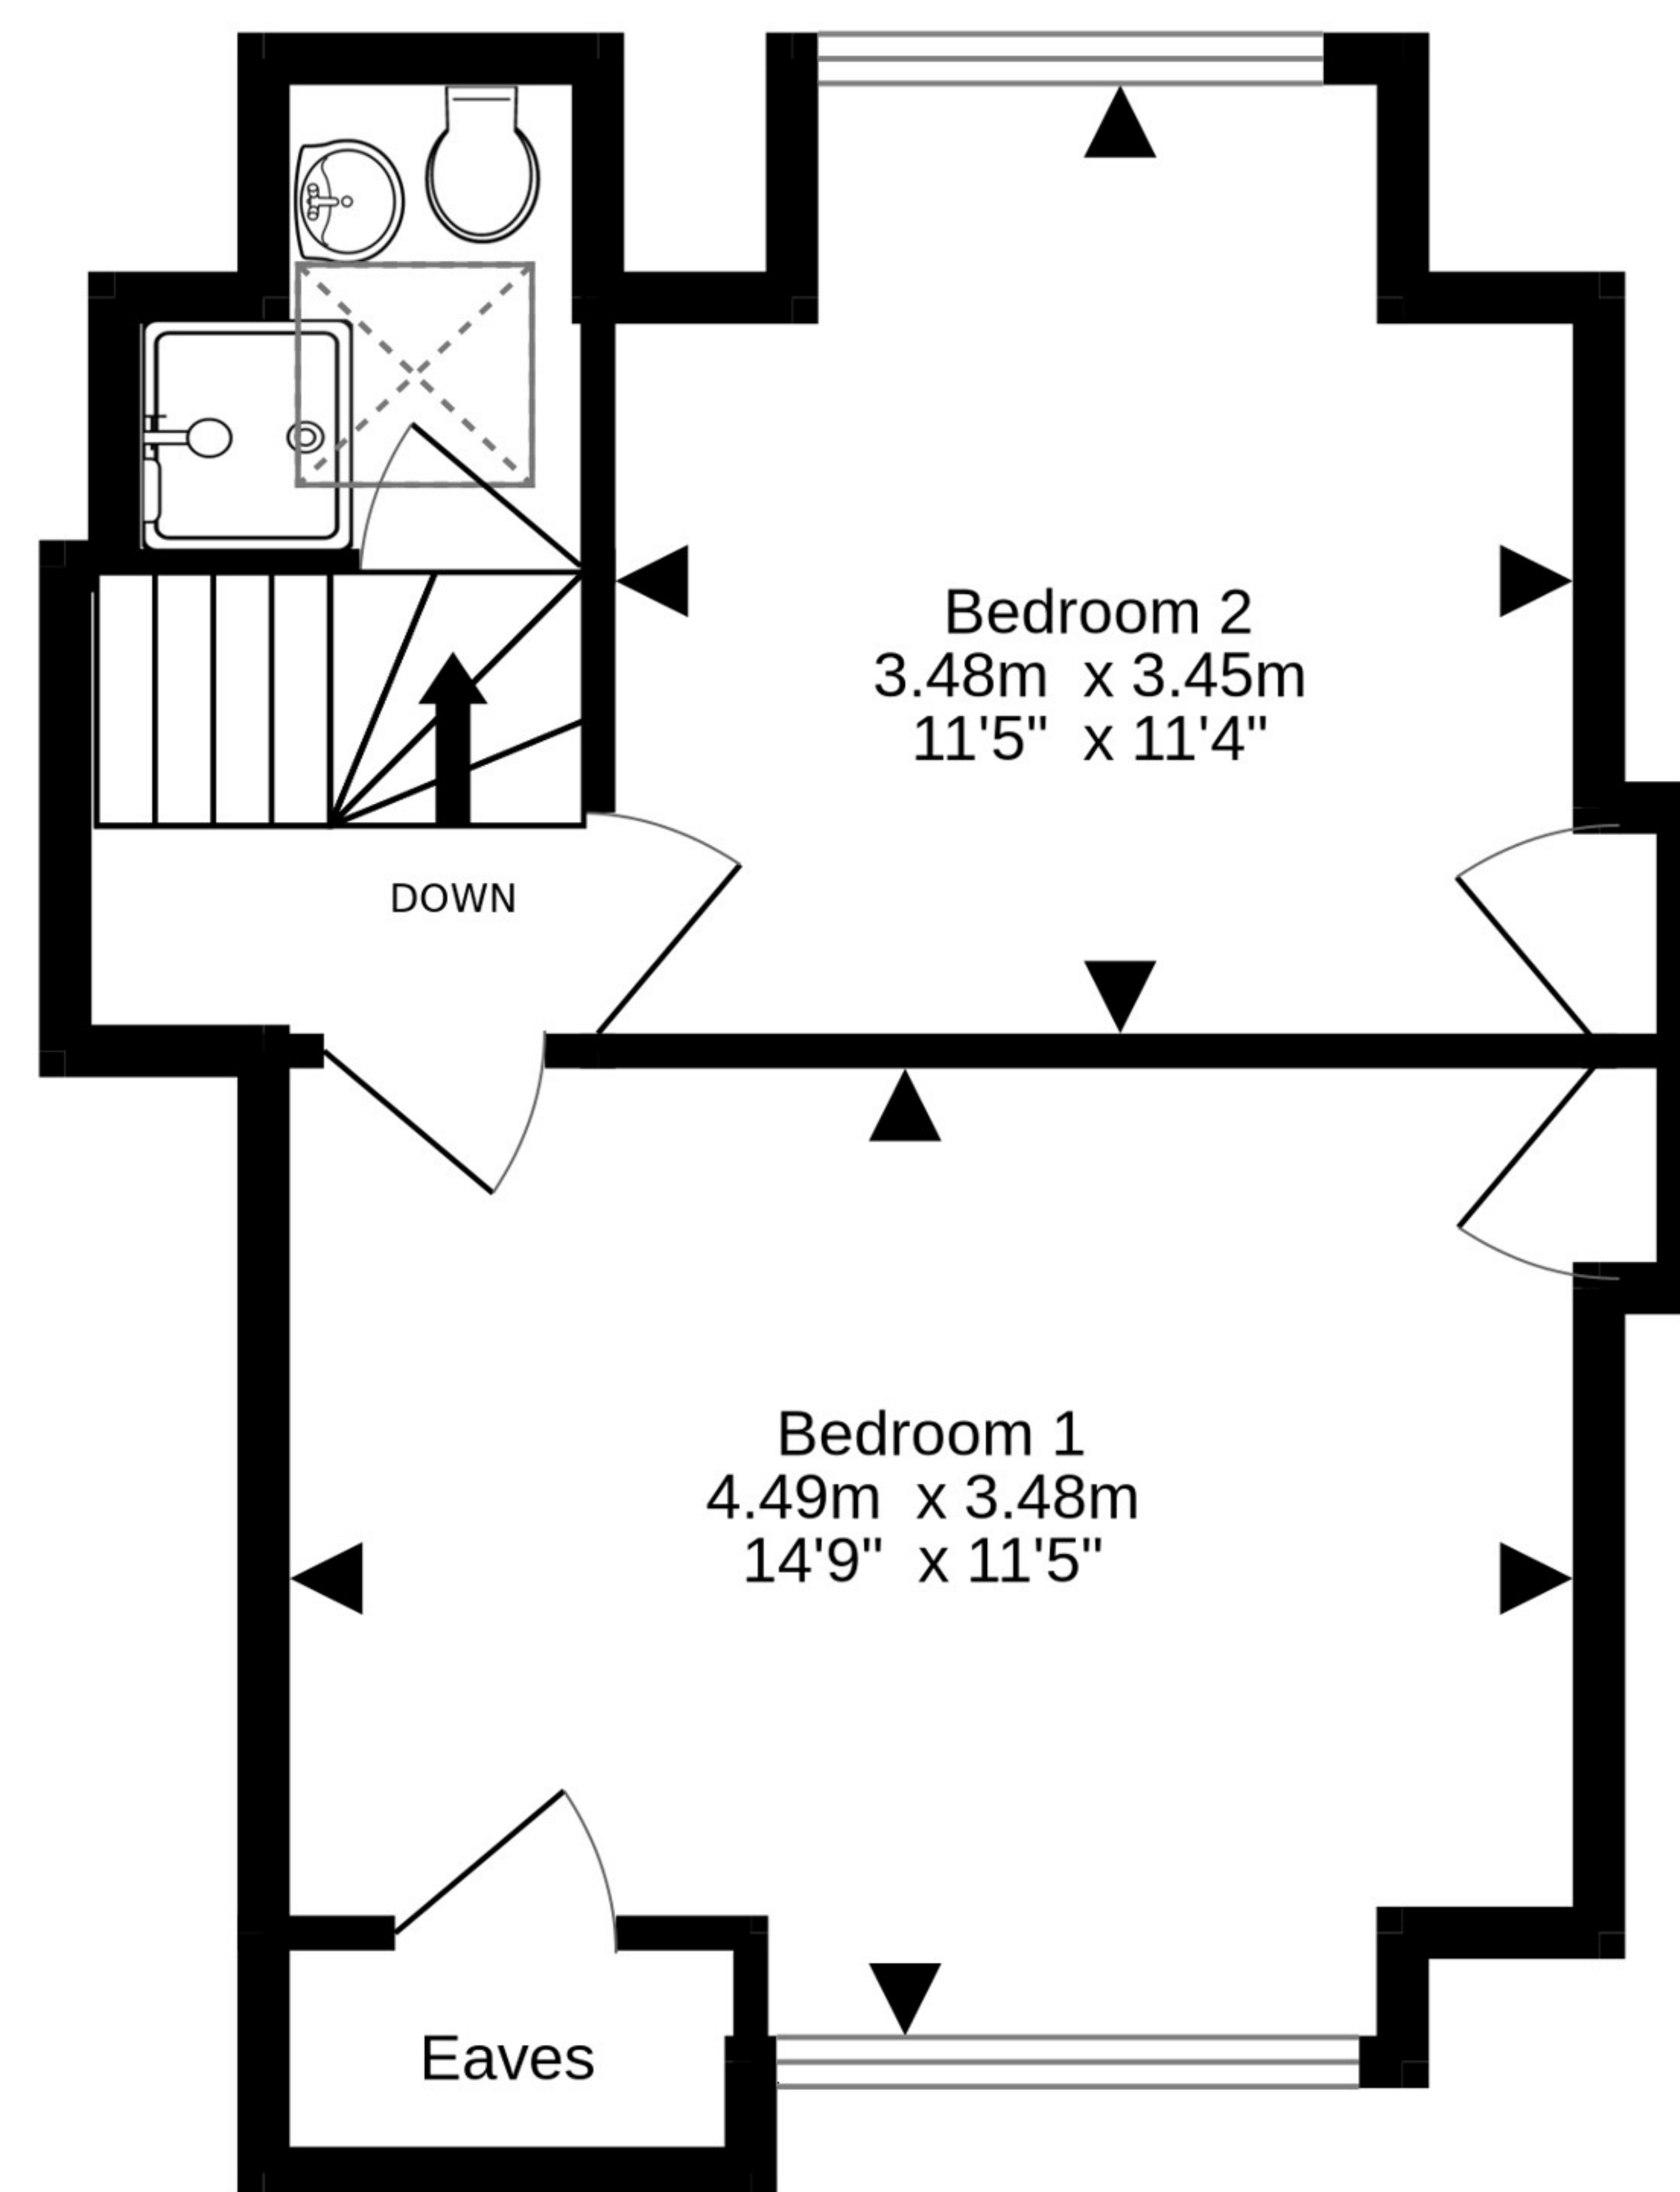 Bedroom 2
3.48m x 3.45m
11'5" x 11'4"
DOWN
Bedroom 1
4.49m x 3.48m
14'9" x 11'5"
Eaves